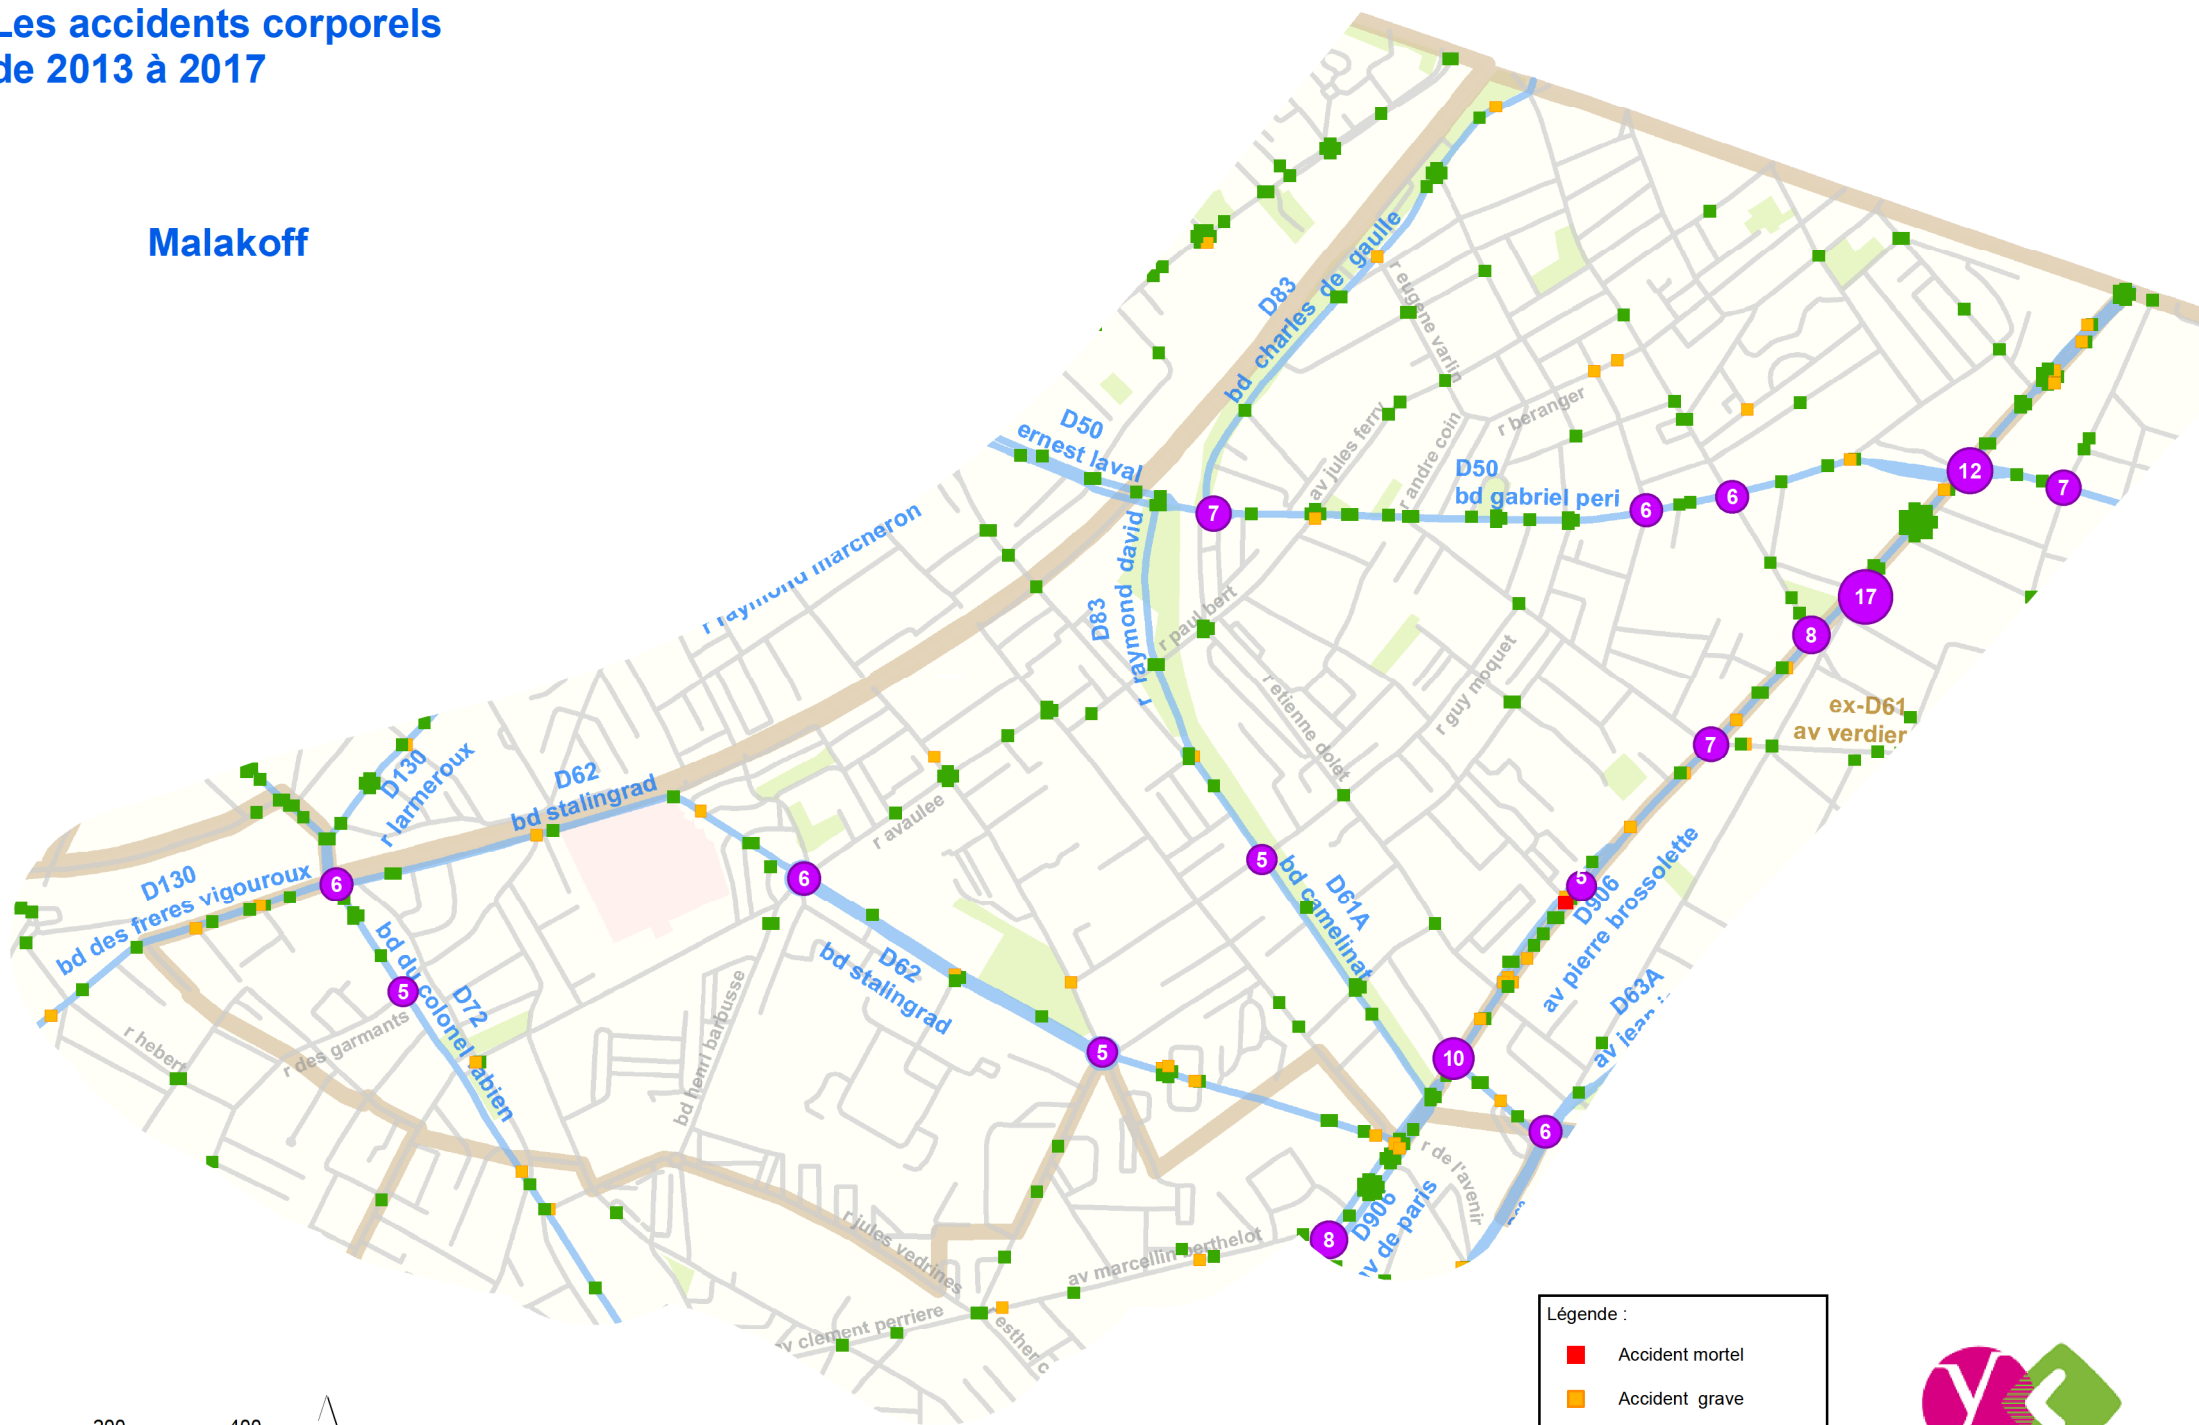 Les accidents corporels
de 2013 à 2017
Malakoff
D83
bd charles de gaulle
r eugene varlin
D50
ernest laval
r beranger
av jules ferry
r andre coin
D50
bd gabriel peri
7
6
6
12
7
17
8
7
r raymond marcheron
D83
r raymond david
r paul bert
r etienne dolet
r guy moquet
ex-D61
av verdier
D130
r larmeroux
D62
bd stalingrad
r avaulee
D130
bd des freres vigouroux
6
6
5
5
D61A
bd camelinat
D906
av pierre brossolette
5
bd du colonel fabien
D72
D62
bd stalingrad
D63A
r hebert
r des garmants
bd henri barbusse
5
10
6
r de l'avenir
D906
av de paris
8
r jules vedrines
av marcellin berthelot
av clement perriere
esther c
Légende :
Accident mortel
Accident grave
200
400